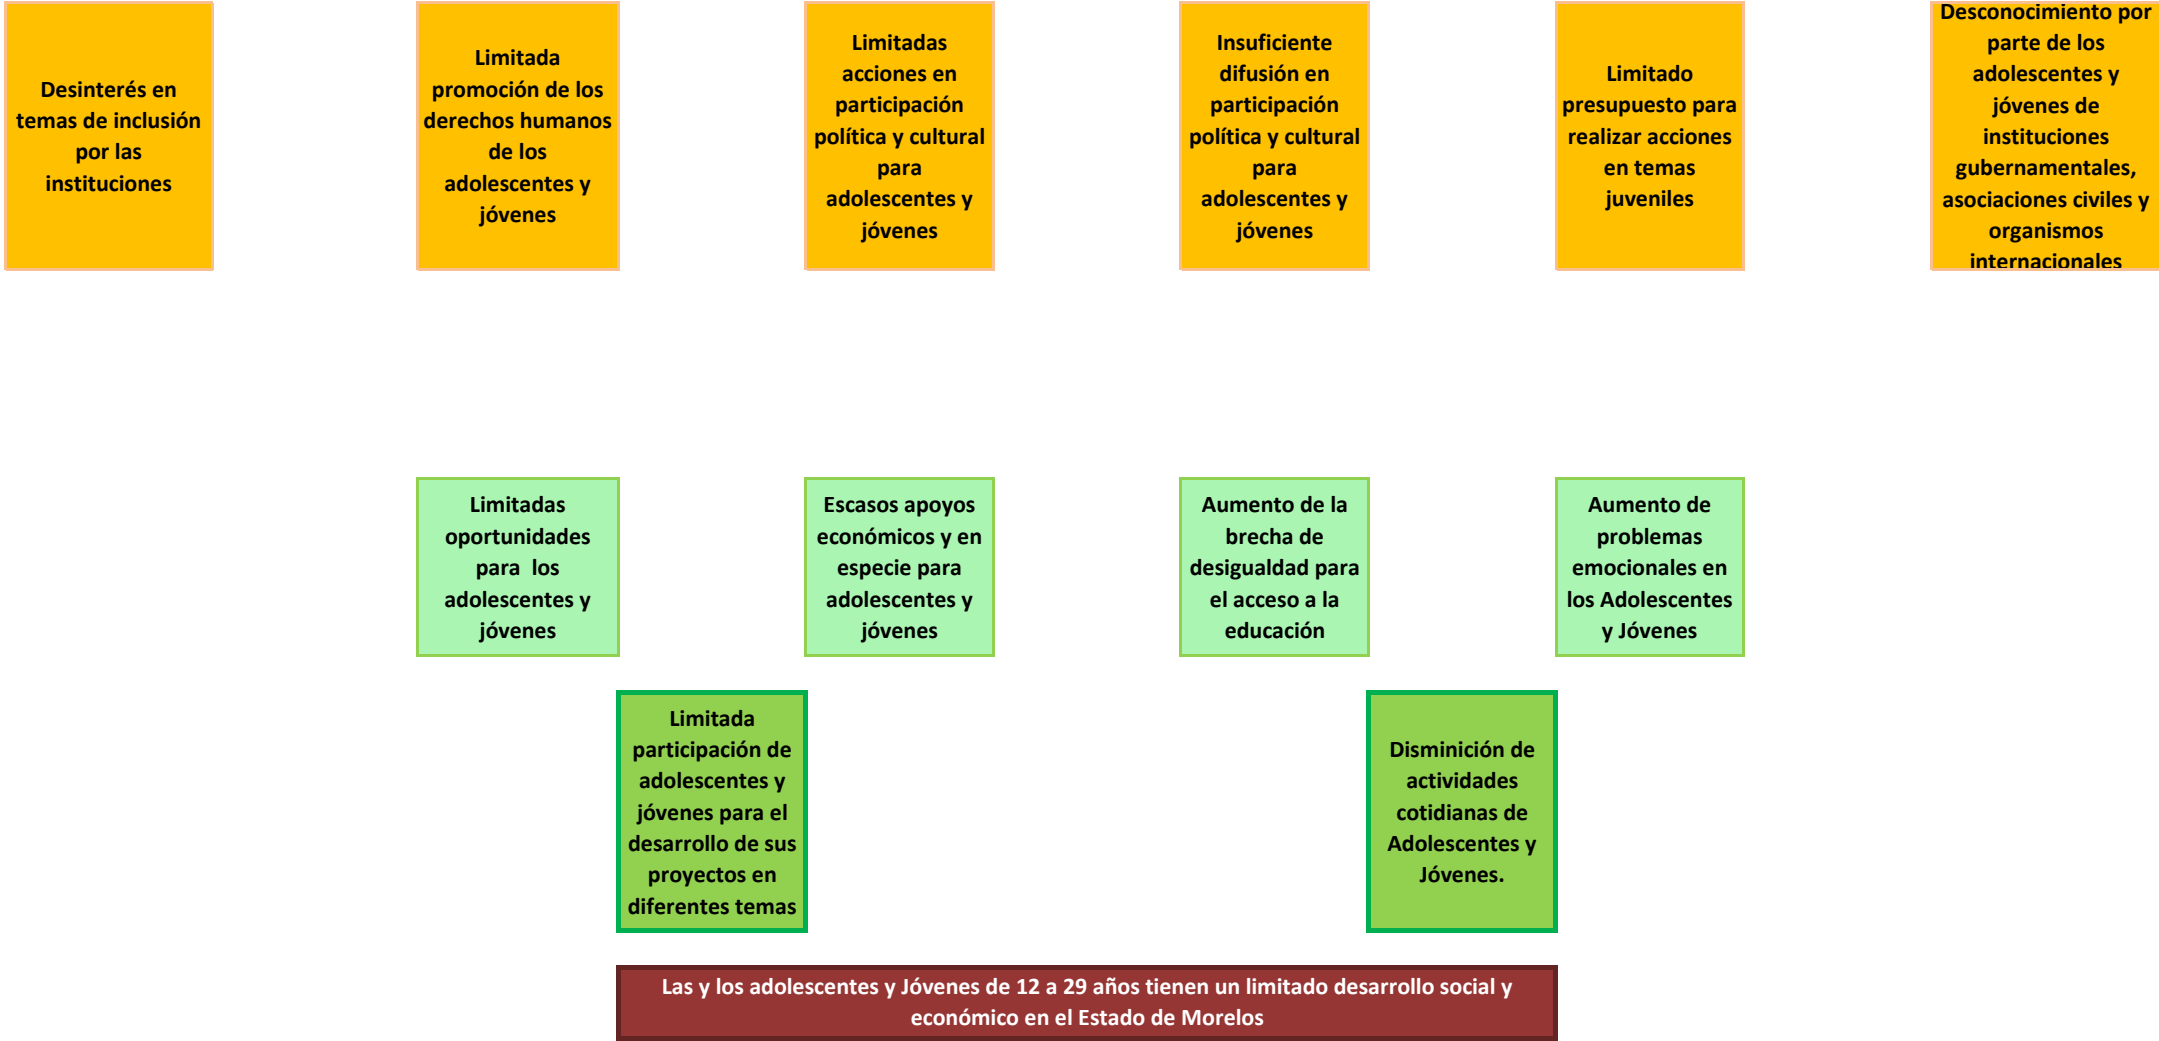 Desinterés en
temas de inclusión
por las
instituciones
Limitada
promoción de los
derechos humanos
de los
adolescentes y
jóvenes
Limitadas
acciones en
participación
política y cultural
para
adolescentes y
jóvenes
Insuficiente
difusión en
participación
política y cultural
para
adolescentes y
jóvenes
Limitado
presupuesto para
realizar acciones
en temas
juveniles
Desconocimiento por
parte de los
adolescentes y
jóvenes de
instituciones
gubernamentales,
asociaciones civiles y
organismos
internacionales
Limitadas
oportunidades
para los
adolescentes y
jóvenes
Escasos apoyos
económicos y en
especie para
adolescentes y
jóvenes
Aumento de la
brecha de
desigualdad para
el acceso a la
educación
Aumento de
problemas
emocionales en
los Adolescentes
y Jóvenes
Limitada
participación de
adolescentes y
jóvenes para el
desarrollo de sus
proyectos en
diferentes temas
Disminición de
actividades
cotidianas de
Adolescentes y
Jóvenes.
Las y los adolescentes y Jóvenes de 12 a 29 años tienen un limitado desarrollo social y
económico en el Estado de Morelos